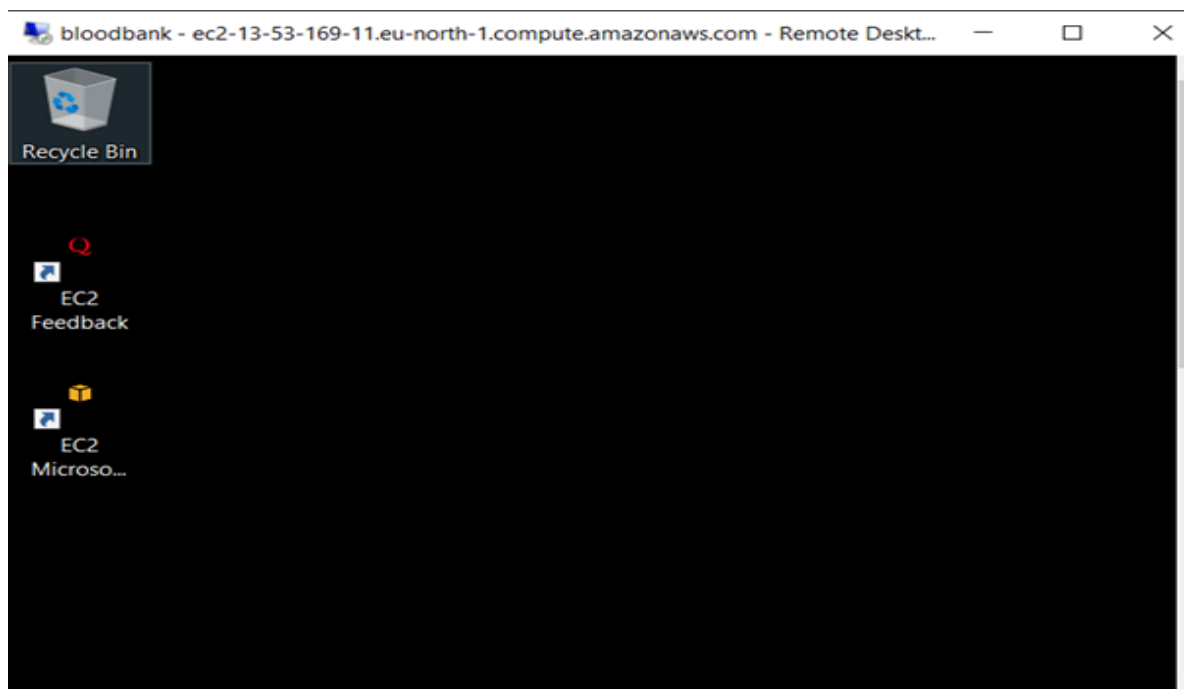 bloodbank - ec2-13-53-169-11.eu-north-1.compute.amazonaws.com - Remote Deskt...
Recycle Bin
Q
EC2
Feedback
EC2
Microso...